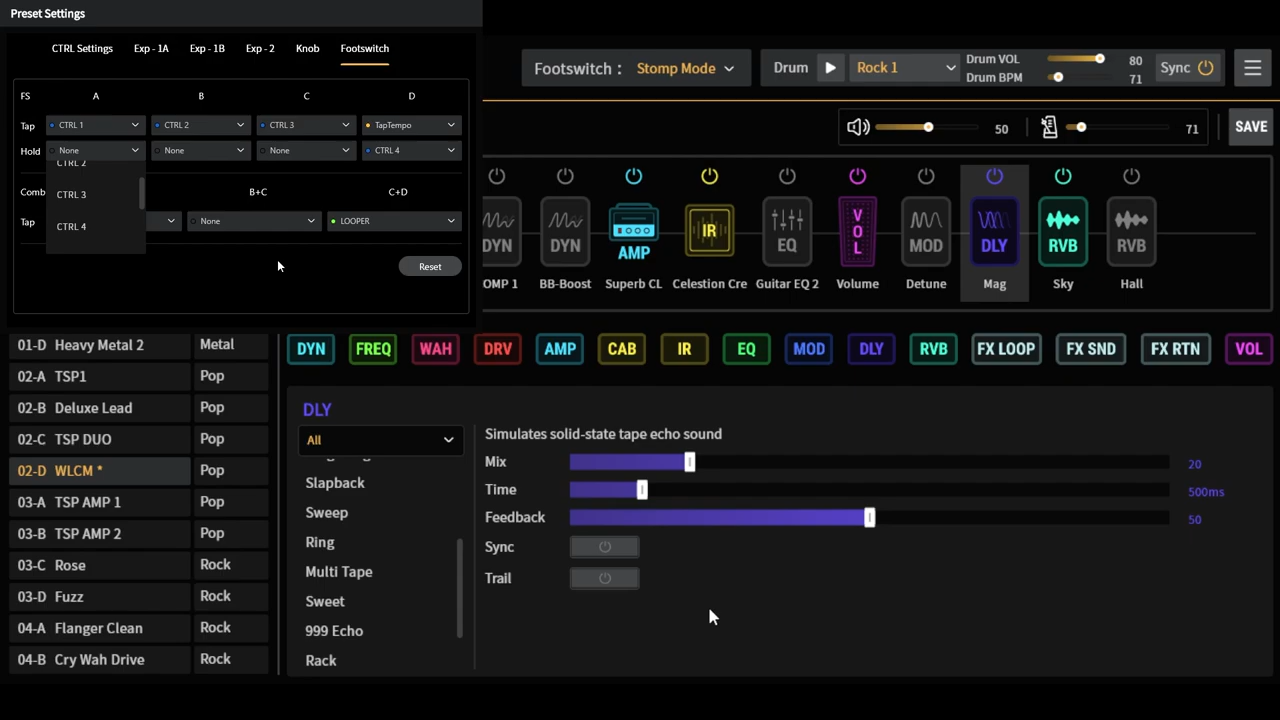 Preset Settings
CTRL Settings Exp - 1A Exp - 1B Exp - 2 Knob Footswitch
FS A B C D
Tap CTRL 1 CTRL 2 CTRL 3 TapTempo
Hold None None None CTRL 4
CTRL 2
CTRL 3
CTRL 4
Comb B+C C+D
Tap None LOOPER
Reset
Footswitch : Stomp Mode
Drum Rock 1
Drum VOL 80
Drum BPM 71
Sync
50 71 SAVE
DYN DYN AMP IR EQ VOL MOD DLY RVB RVB
OMP 1 BB-Boost Superb CL Celestion Cre Guitar EQ 2 Volume Detune Mag Sky Hall
DYN FREQ WAH DRV AMP CAB IR EQ MOD DLY RVB FX LOOP FX SND FX RTN VOL
01-D Heavy Metal 2 Metal
02-A TSP1 Pop
02-B Deluxe Lead Pop
02-C TSP DUO Pop
02-D WLCM * Pop
03-A TSP AMP 1 Pop
03-B TSP AMP 2 Pop
03-C Rose Rock
03-D Fuzz Rock
04-A Flanger Clean Rock
04-B Cry Wah Drive Rock
DLY
All
Slapback
Sweep
Ring
Multi Tape
Sweet
999 Echo
Rack
Simulates solid-state tape echo sound
Mix 20
Time 500ms
Feedback 50
Sync
Trail